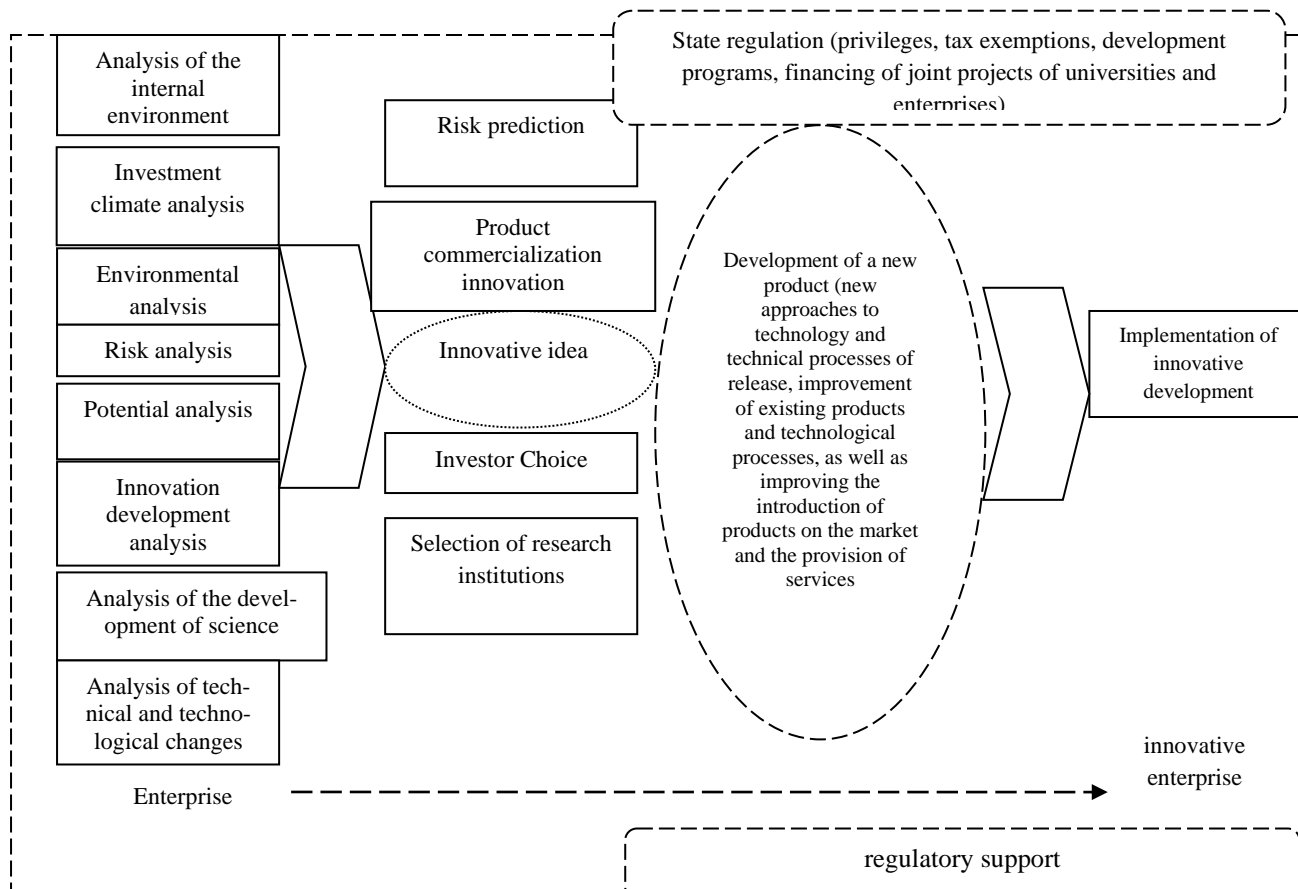 State regulation (privileges, tax exemptions, development
programs, financing of joint projects of universities and
enterprises)
Analysis of the
internal
environment
Investment
climate analysis
Environmental
analysis
Risk analysis
Potential analysis
Innovation
development
analysis
Analysis of the devel-
opment of science
Analysis of tech-
nical and techno-
logical changes
Risk prediction
Product
commercialization
innovation
Innovative idea
Investor Choice
Selection of research
institutions
Development of a new
product (new
approaches to
technology and
technical processes of
release, improvement
of existing products
and technological
processes, as well as
improving the
introduction of
products on the market
and the provision of
services
Implementation of
innovative
development
Enterprise
innovative
enterprise
regulatory support